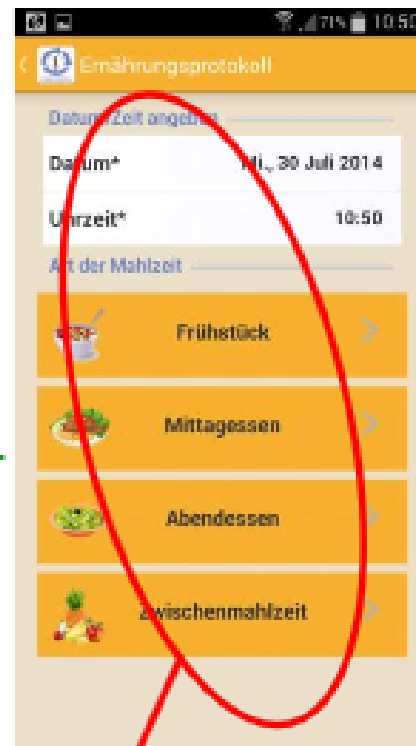 71% 10:50
Ernährungsprotokoll
Datum/Zeit angeben
Datum* Mi., 30 Juli 2014
Uhrzeit* 10:50
Art der Mahlzeit
Frühstück
Mittagessen
Abendessen
Zwischenmahlzeit